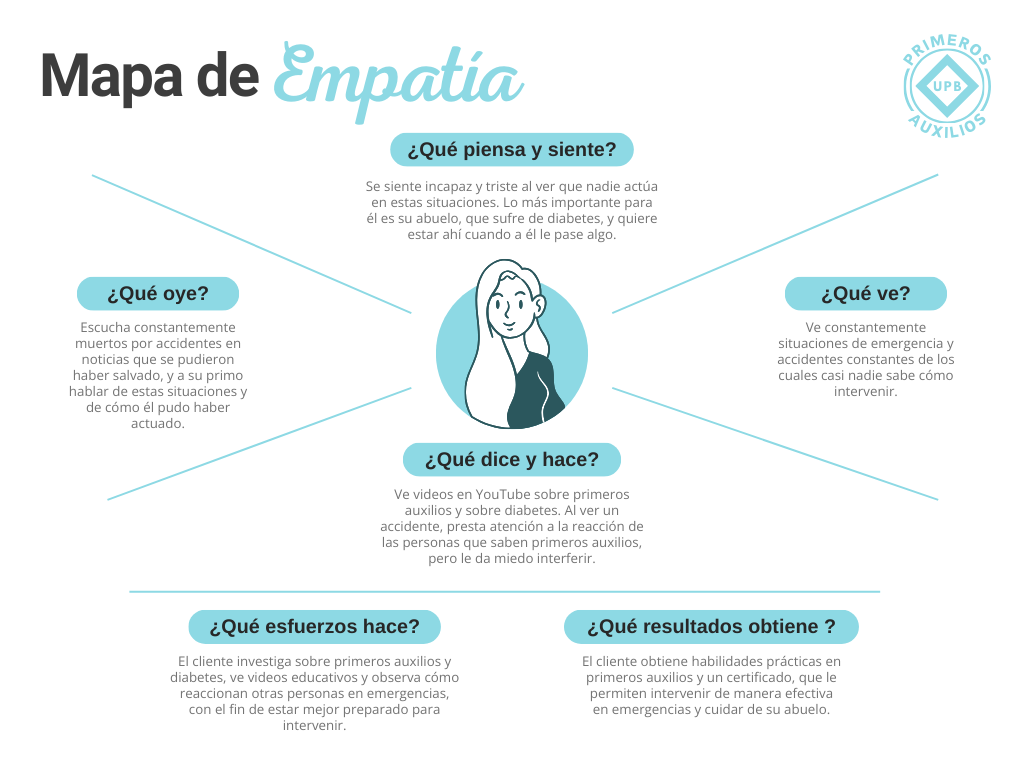 Mapa de Empatía
PRIMEROS
UPB
AUXILIOS
¿Qué piensa y siente?
Se siente incapaz y triste al ver que nadie actúa
en estas situaciones. Lo más importante para
él es su abuelo, que sufre de diabetes, y quiere
estar ahí cuando a él le pase algo.
¿Qué oye?
Escucha constantemente
muertos por accidentes en
noticias que se pudieron
haber salvado, y a su primo
hablar de estas situaciones y
de cómo él pudo haber
actuado.
¿Qué ve?
Ve constantemente
situaciones de emergencia y
accidentes constantes de los
cuales casi nadie sabe cómo
intervenir.
¿Qué dice y hace?
Ve videos en YouTube sobre primeros
auxilios y sobre diabetes. Al ver un
accidente, presta atención a la reacción de
las personas que saben primeros auxilios,
pero le da miedo interferir.
¿Qué esfuerzos hace?
El cliente investiga sobre primeros auxilios y
diabetes, ve videos educativos y observa cómo
reaccionan otras personas en emergencias,
con el fin de estar mejor preparado para
intervenir.
¿Qué resultados obtiene ?
El cliente obtiene habilidades prácticas en
primeros auxilios y un certificado, que le
permiten intervenir de manera efectiva
en emergencias y cuidar de su abuelo.